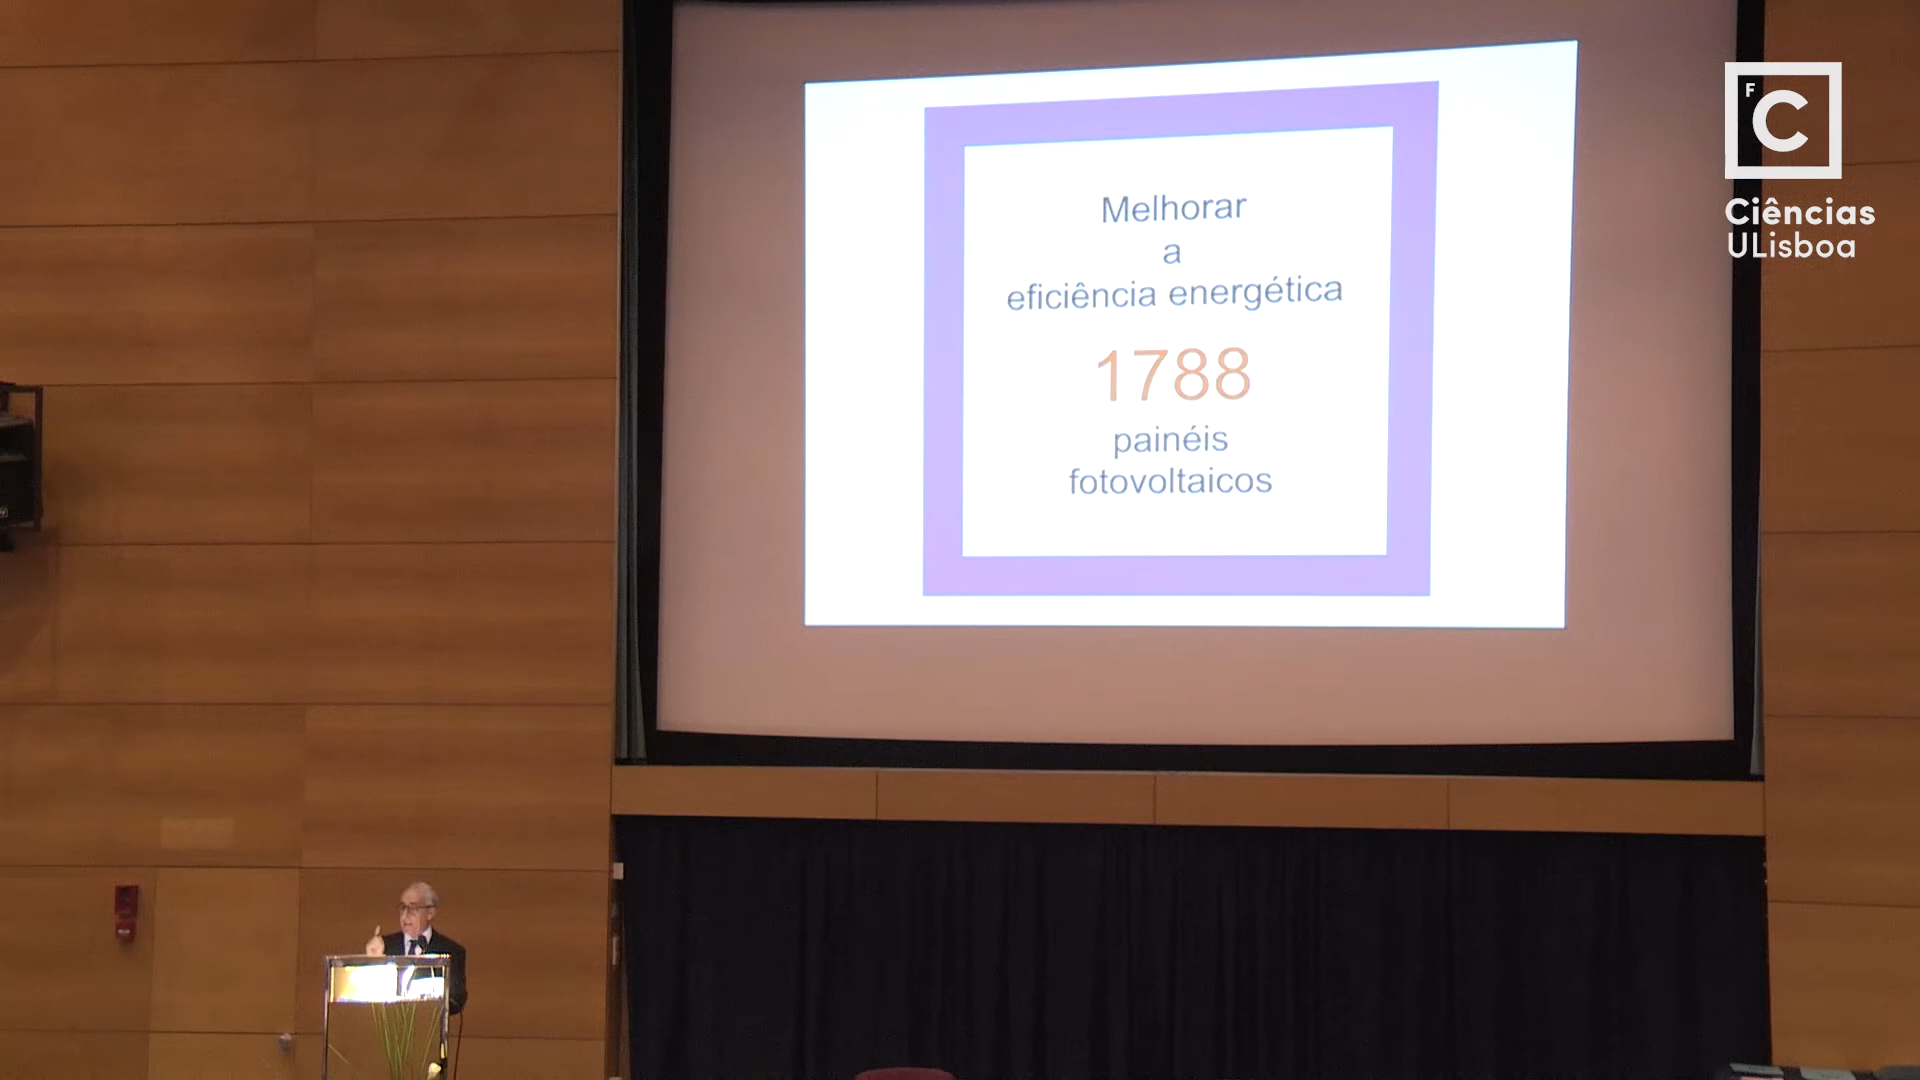 Melhorar
a
eficiência energética
1788
painéis
fotovoltaicos
F
C
Ciências
ULisboa